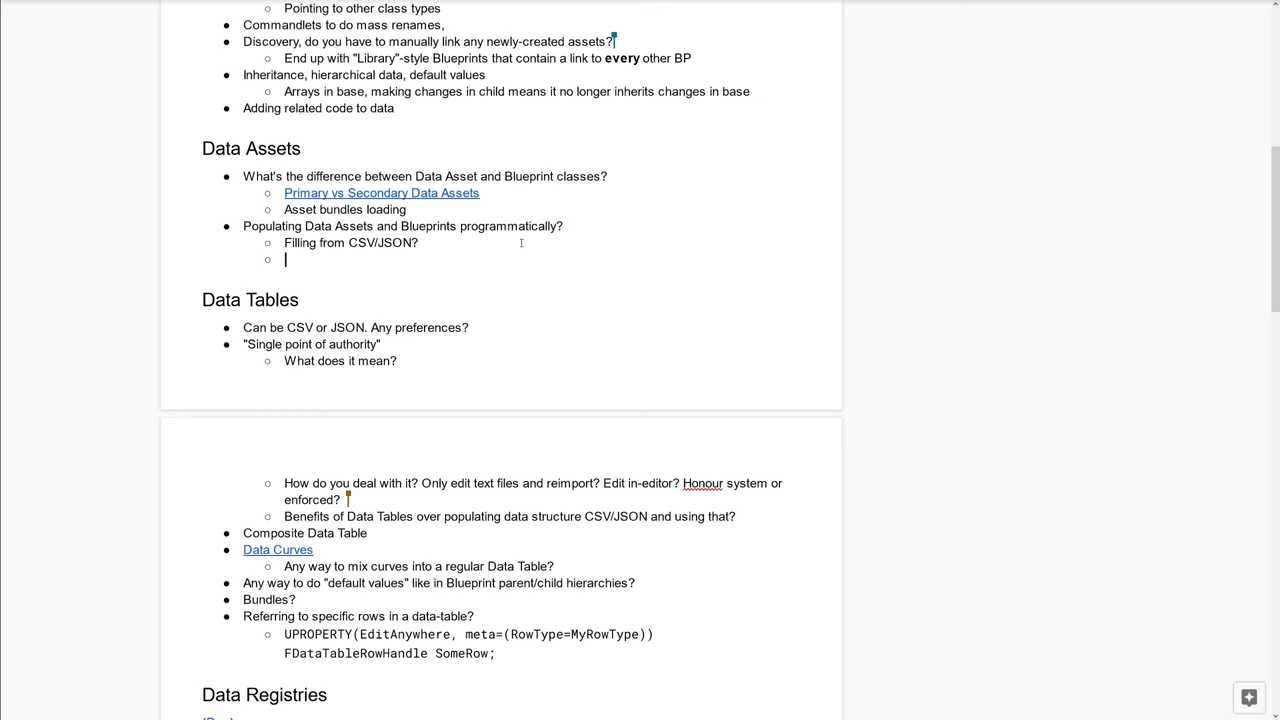 Pointing to other class types
Commandlets to do mass renames,
Discovery, do you have to manually link any newly-created assets?
End up with "Library"-style Blueprints that contain a link to every other BP
Inheritance, hierarchical data, default values
Arrays in base, making changes in child means it no longer inherits changes in base
Adding related code to data
Data Assets
What's the difference between Data Asset and Blueprint classes?
Primary vs Secondary Data Assets
Asset bundles loading
Populating Data Assets and Blueprints programmatically?
Filling from CSV/JSON?
Data Tables
Can be CSV or JSON. Any preferences?
"Single point of authority"
What does it mean?
How do you deal with it? Only edit text files and reimport? Edit in-editor? Honour system or
enforced?
Benefits of Data Tables over populating data structure CSV/JSON and using that?
Composite Data Table
Data Curves
Any way to mix curves into a regular Data Table?
Any way to do "default values" like in Blueprint parent/child hierarchies?
Bundles?
Referring to specific rows in a data-table?
UPROPERTY(EditAnywhere, meta=(RowType=MyRowType))
FDataTableRowHandle SomeRow;
Data Registries